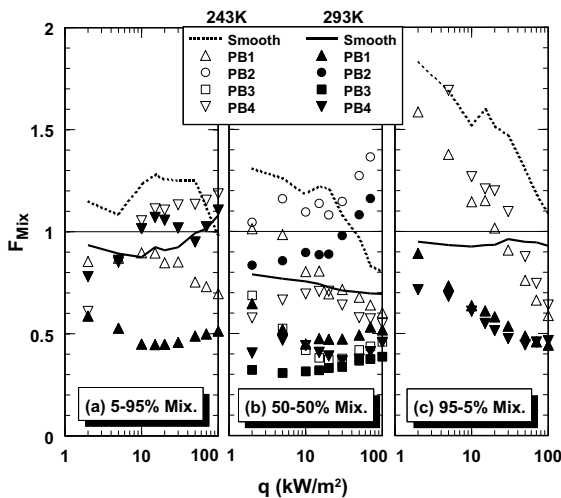 243K 293K
Smooth Smooth
PB1 PB1
PB2 PB2
PB3 PB3
PB4 PB4
2
1.5
1
0.5
0
F_Mix
(a) 5-95% Mix. (b) 50-50% Mix. (c) 95-5% Mix.
1 10 100 1 10 100 1 10 100
q (kW/m²)